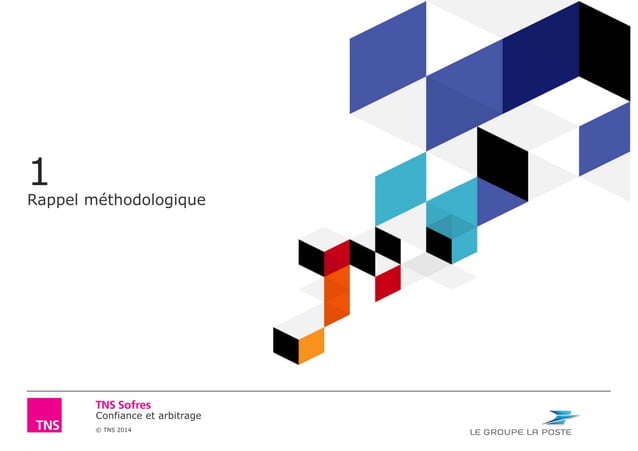 1
Rappel méthodologique
TNS Sofres
Confiance et arbitrage
TNS
© TNS 2014
LE GROUPE LA POSTE